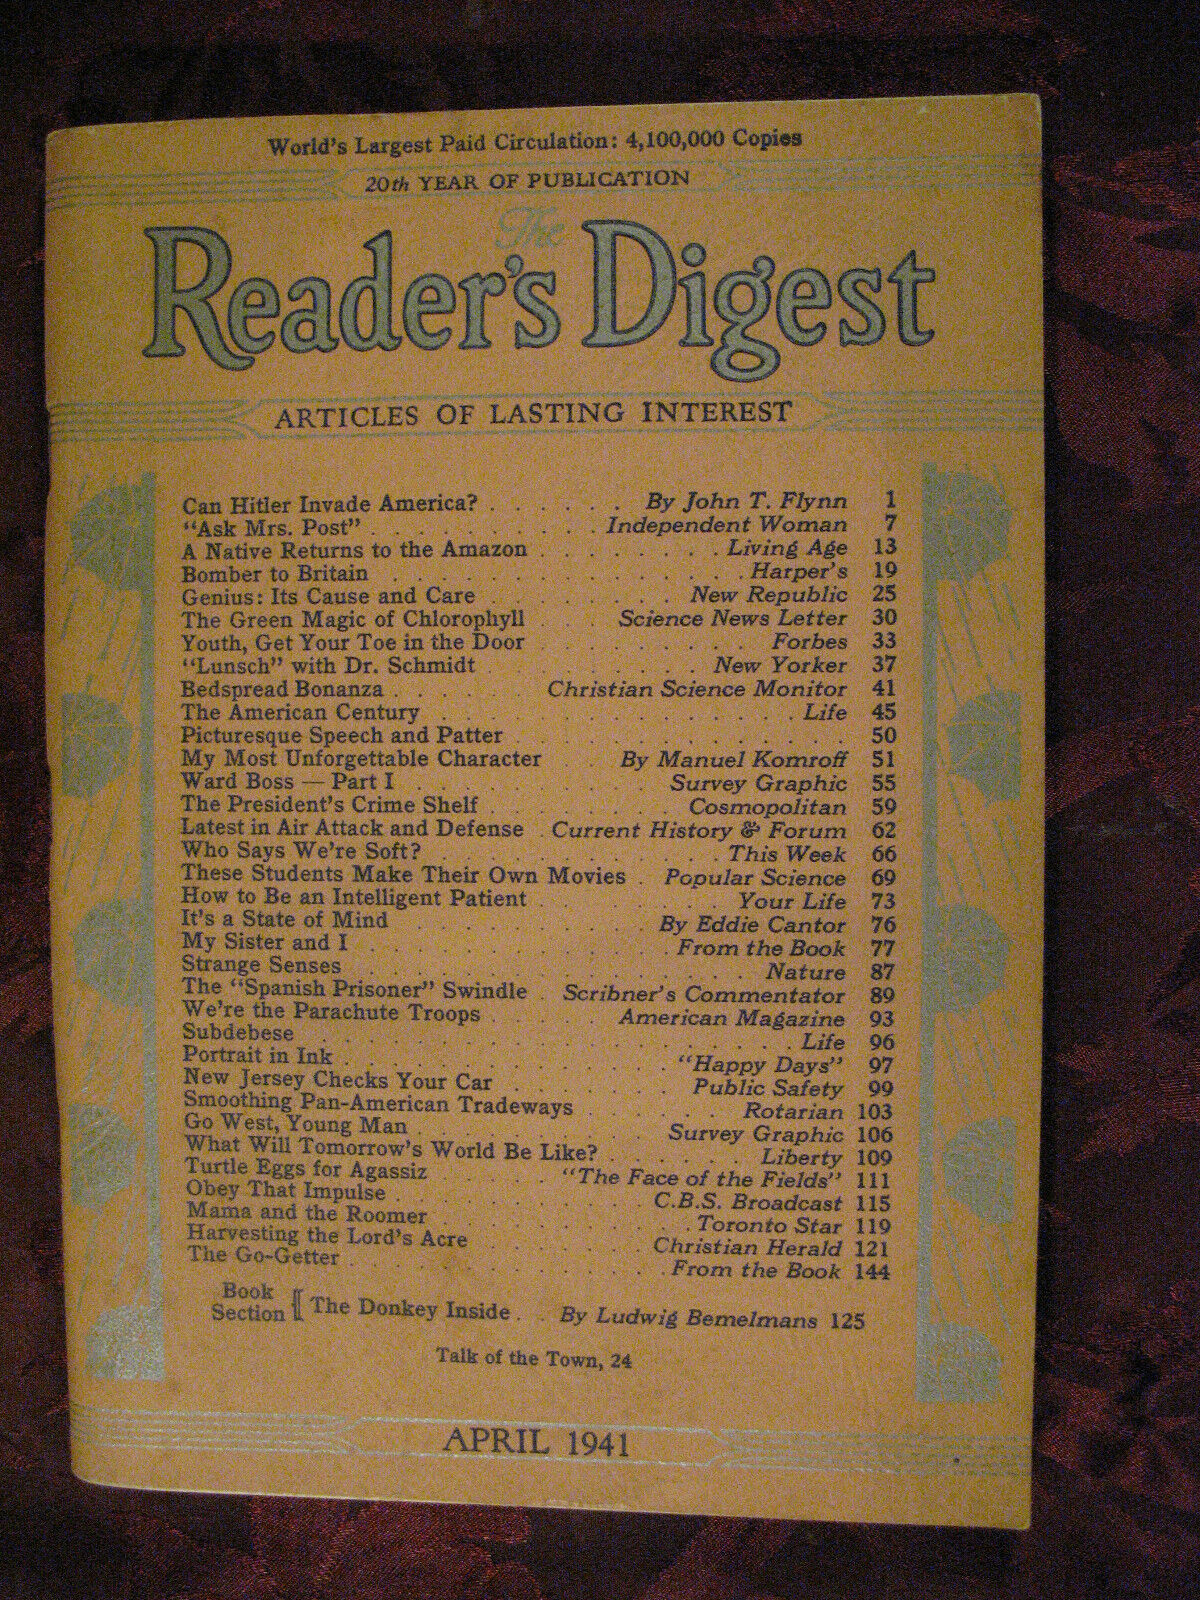 World's Largest Paid Circulation: 4,100,000 Copies
20th YEAR OF PUBLICATION
The
Reader's Digest
ARTICLES OF LASTING INTEREST
Can Hitler Invade America? . . . . . . By John T. Flynn 1
"Ask Mrs. Post" . . . . . . . . . . Independent Woman 7
A Native Returns to the Amazon . . . . . . . . Living Age 13
Bomber to Britain . . . . . . . . . . . . . . . Harper's 19
Genius: Its Cause and Care . . . . . . . . . New Republic 25
The Green Magic of Chlorophyll . . . Science News Letter 30
Youth, Get Your Toe in the Door . . . . . . . . . Forbes 33
"Lunsch" with Dr. Schmidt . . . . . . . . . New Yorker 37
Bedspread Bonanza . . . . . . Christian Science Monitor 41
The American Century . . . . . . . . . . . . . . . Life 45
Picturesque Speech and Patter . . . . . . . . . . . . . 50
My Most Unforgettable Character . . By Manuel Komroff 51
Ward Boss — Part I . . . . . . . . . . Survey Graphic 55
The President's Crime Shelf . . . . . . . . Cosmopolitan 59
Latest in Air Attack and Defense . Current History & Forum 62
Who Says We're Soft? . . . . . . . . . . . . This Week 66
These Students Make Their Own Movies . Popular Science 69
How to Be an Intelligent Patient . . . . . . . Your Life 73
It's a State of Mind . . . . . . . . . . By Eddie Cantor 76
My Sister and I . . . . . . . . . . . . From the Book 77
Strange Senses . . . . . . . . . . . . . . . . Nature 87
The "Spanish Prisoner" Swindle . Scribner's Commentator 89
We're the Parachute Troops . . . . . American Magazine 93
Subdebese . . . . . . . . . . . . . . . . . . . Life 96
Portrait in Ink . . . . . . . . . . . . . "Happy Days" 97
New Jersey Checks Your Car . . . . . . . Public Safety 99
Smoothing Pan-American Tradeways . . . . . . Rotarian 103
Go West, Young Man . . . . . . . . . . Survey Graphic 106
What Will Tomorrow's World Be Like? . . . . . . Liberty 109
Turtle Eggs for Agassiz . . . . . "The Face of the Fields" 111
Obey That Impulse . . . . . . . . . . C.B.S. Broadcast 115
Mama and the Roomer . . . . . . . . . . Toronto Star 119
Harvesting the Lord's Acre . . . . . . . Christian Herald 121
The Go-Getter . . . . . . . . . . . . . From the Book 144
Book Section { The Donkey Inside . . By Ludwig Bemelmans 125
Talk of the Town, 24
APRIL 1941